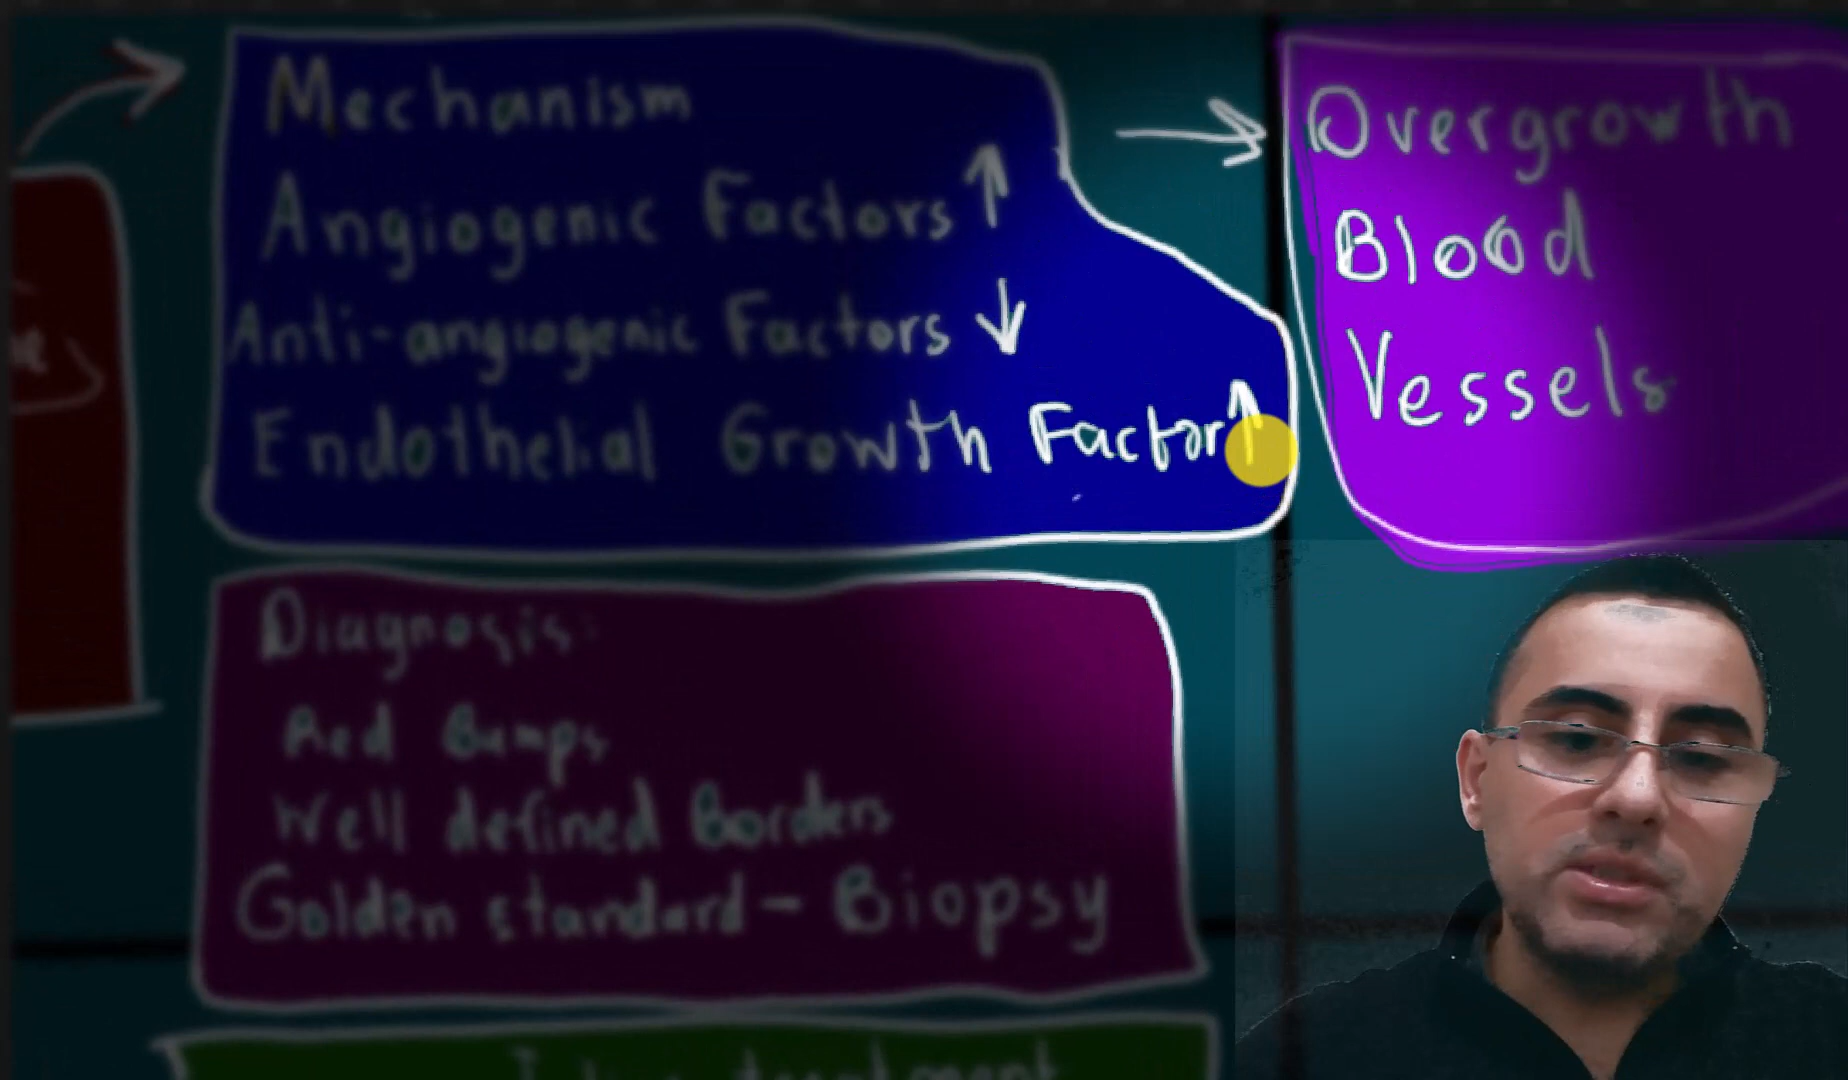 Mechanism
Angiogenic Factors ↑
Anti-angiogenic Factors ↓
Endothelial Growth Factor ↑
Overgrowth
Blood
Vessels
Diagnosis:
Red Bumps
Well defined Borders
Golden standard - Biopsy
treatment